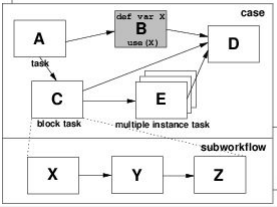 case
def var X
A
B
D
use(X)
task
C
E
block task
multiple instance task
subworkflow
X
Y
Z